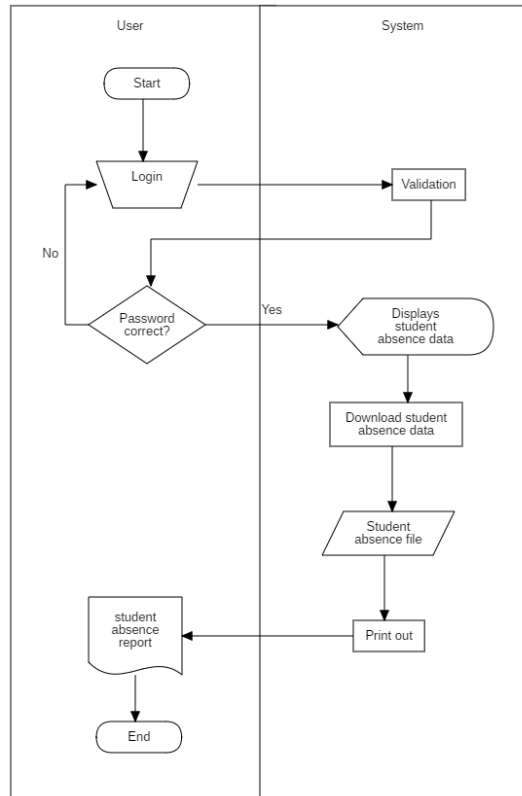 User
System
Start
Login
Validation
No
Password
correct?
Yes
Displays
student
absence data
Download student
absence data
Student
absence file
student
absence
report
Print out
End